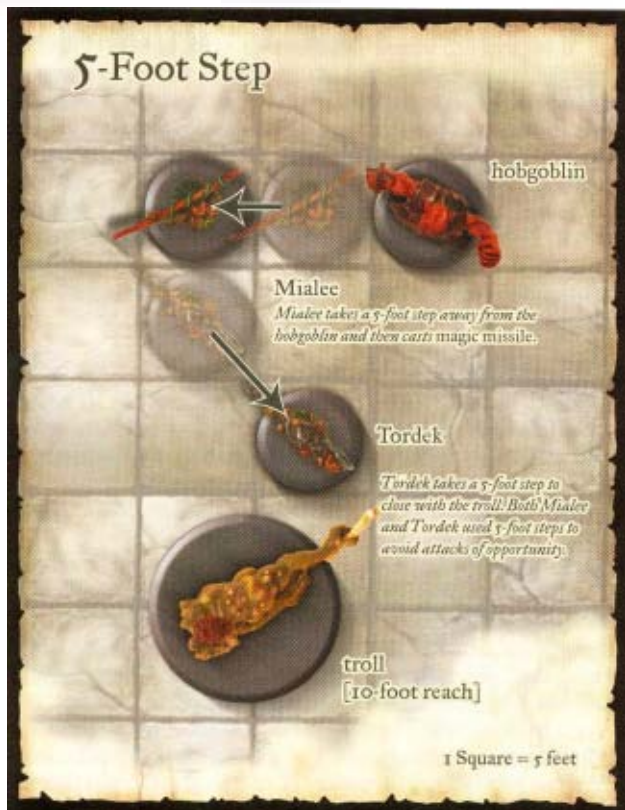 5-Foot Step
hobgoblin
Mialee
Mialee takes a 5-foot step away from the
hobgoblin and then casts magic missile.
Tordek
Tordek takes a 5-foot step to
close with the troll. Both Mialee
and Tordek used 5-foot steps to
avoid attacks of opportunity.
troll
[10-foot reach]
1 Square = 5 feet